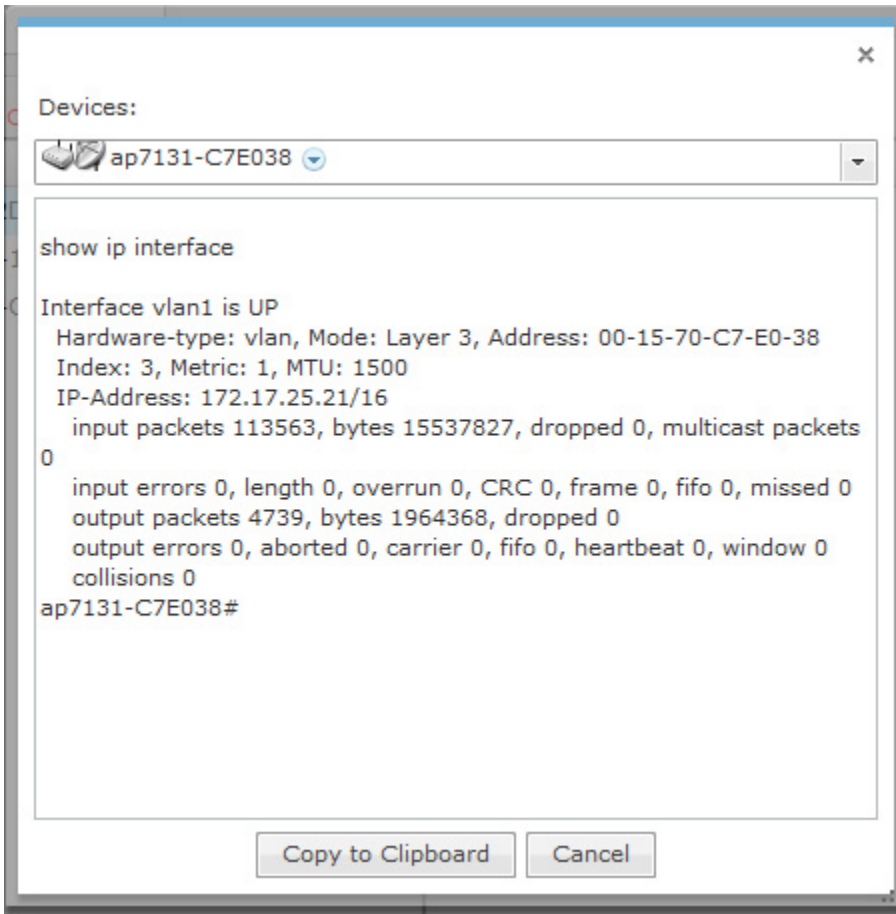 Devices:
ap7131-C7E038
show ip interface
Interface vlan1 is UP
Hardware-type: vlan, Mode: Layer 3, Address: 00-15-70-C7-E0-38
Index: 3, Metric: 1, MTU: 1500
IP-Address: 172.17.25.21/16
input packets 113563, bytes 15537827, dropped 0, multicast packets
0
input errors 0, length 0, overrun 0, CRC 0, frame 0, fifo 0, missed 0
output packets 4739, bytes 1964368, dropped 0
output errors 0, aborted 0, carrier 0, fifo 0, heartbeat 0, window 0
collisions 0
ap7131-C7E038#
Copy to Clipboard Cancel